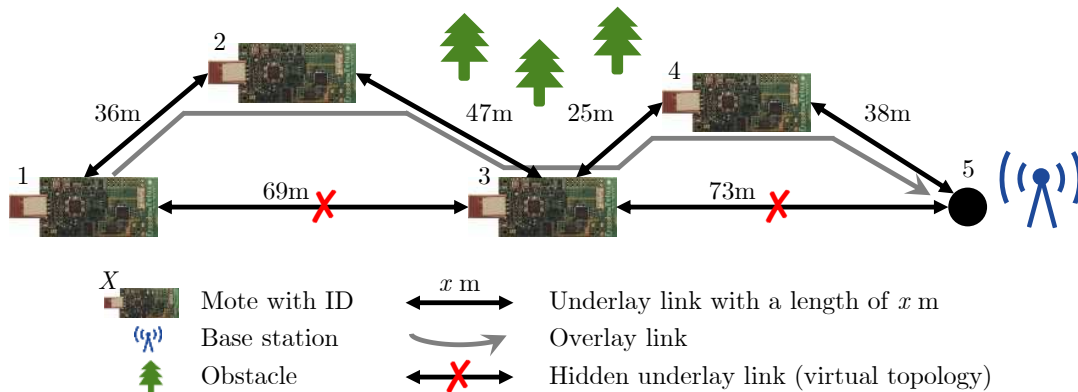 2
4
36m
47m
25m
38m
1
3
5
69m
73m
X
Mote with ID
x m
Underlay link with a length of x m
Base station
Overlay link
Obstacle
Hidden underlay link (virtual topology)